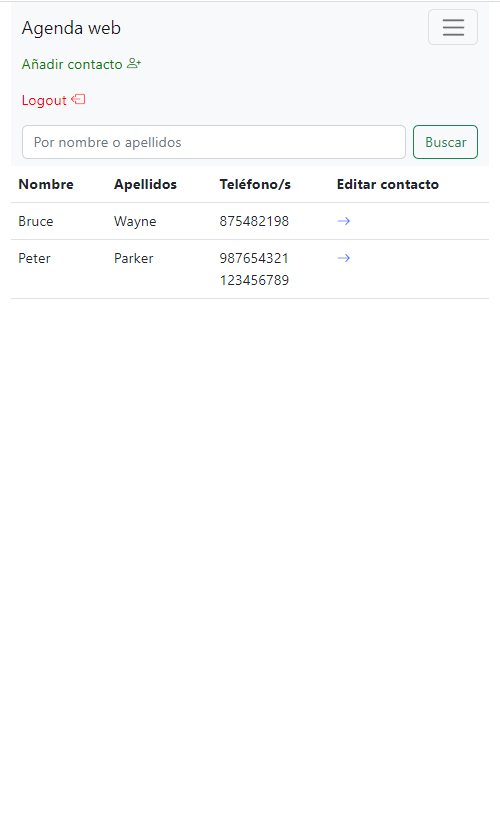 Agenda web
Añadir contacto
Logout
Por nombre o apellidos Buscar
Nombre Apellidos Teléfono/s Editar contacto
Bruce Wayne 875482198
Peter Parker 987654321
123456789